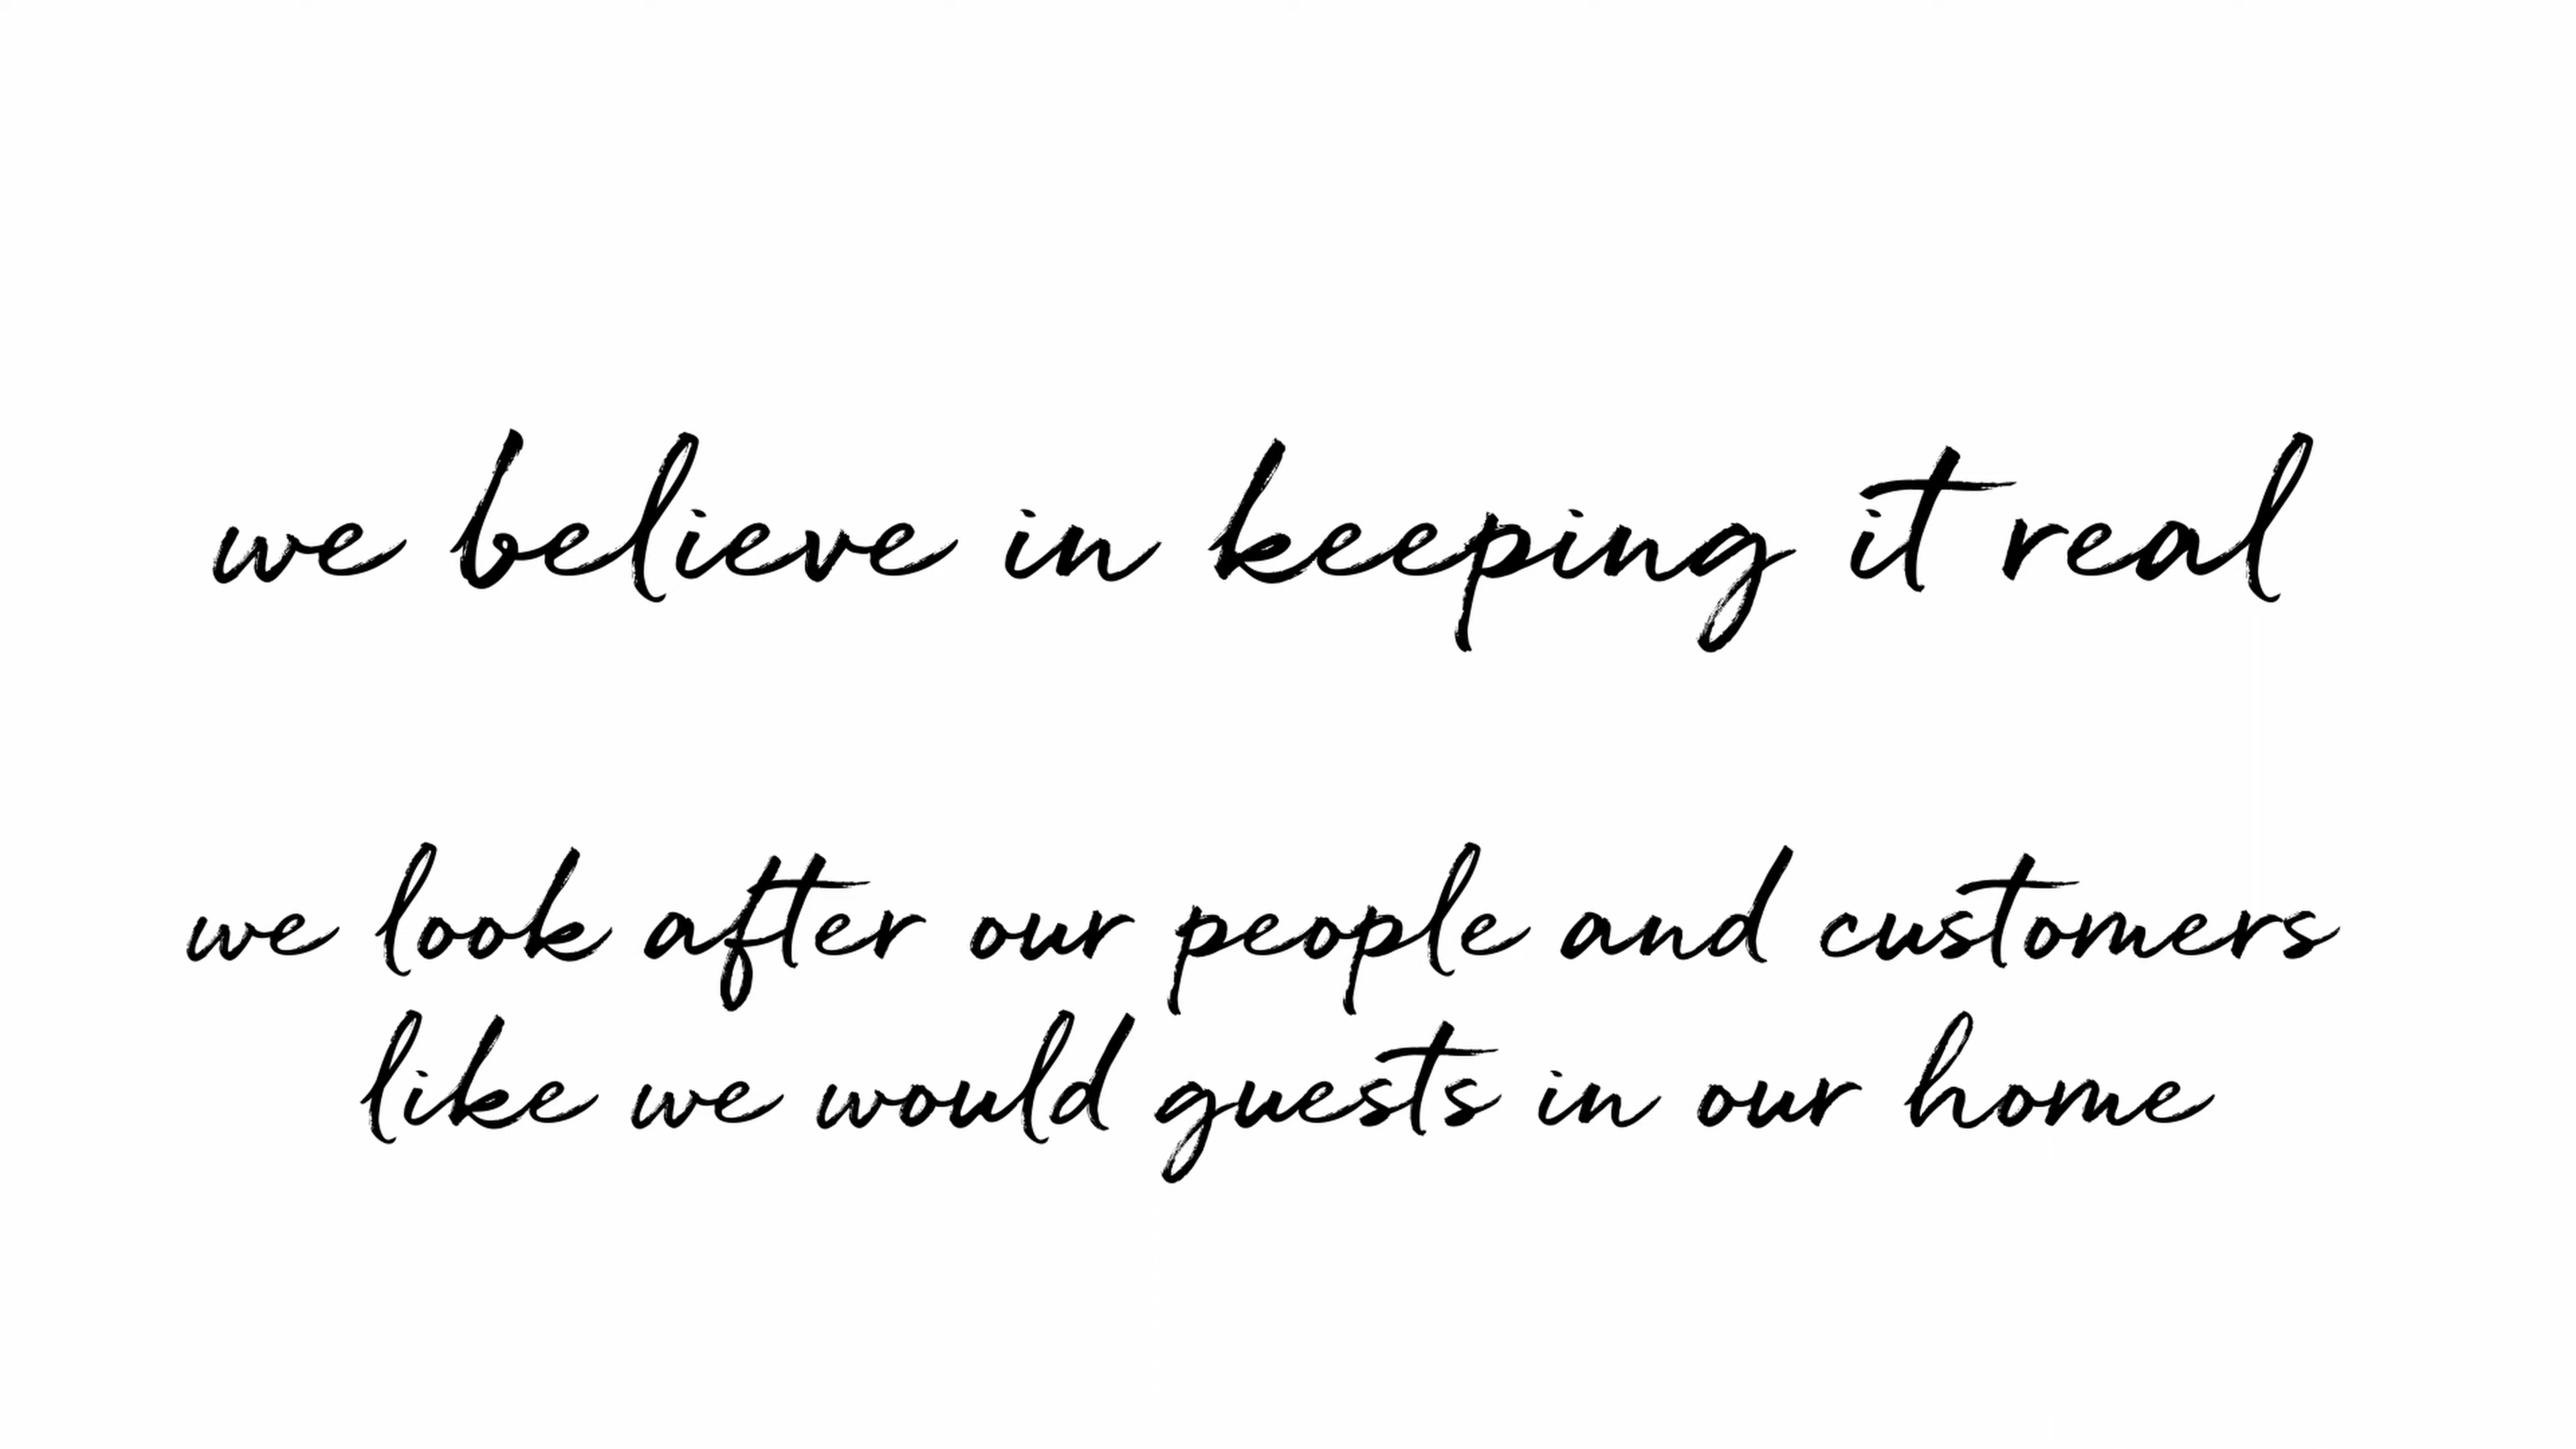 we believe in keeping it real
we look after our people and customers
like we would guests in our home